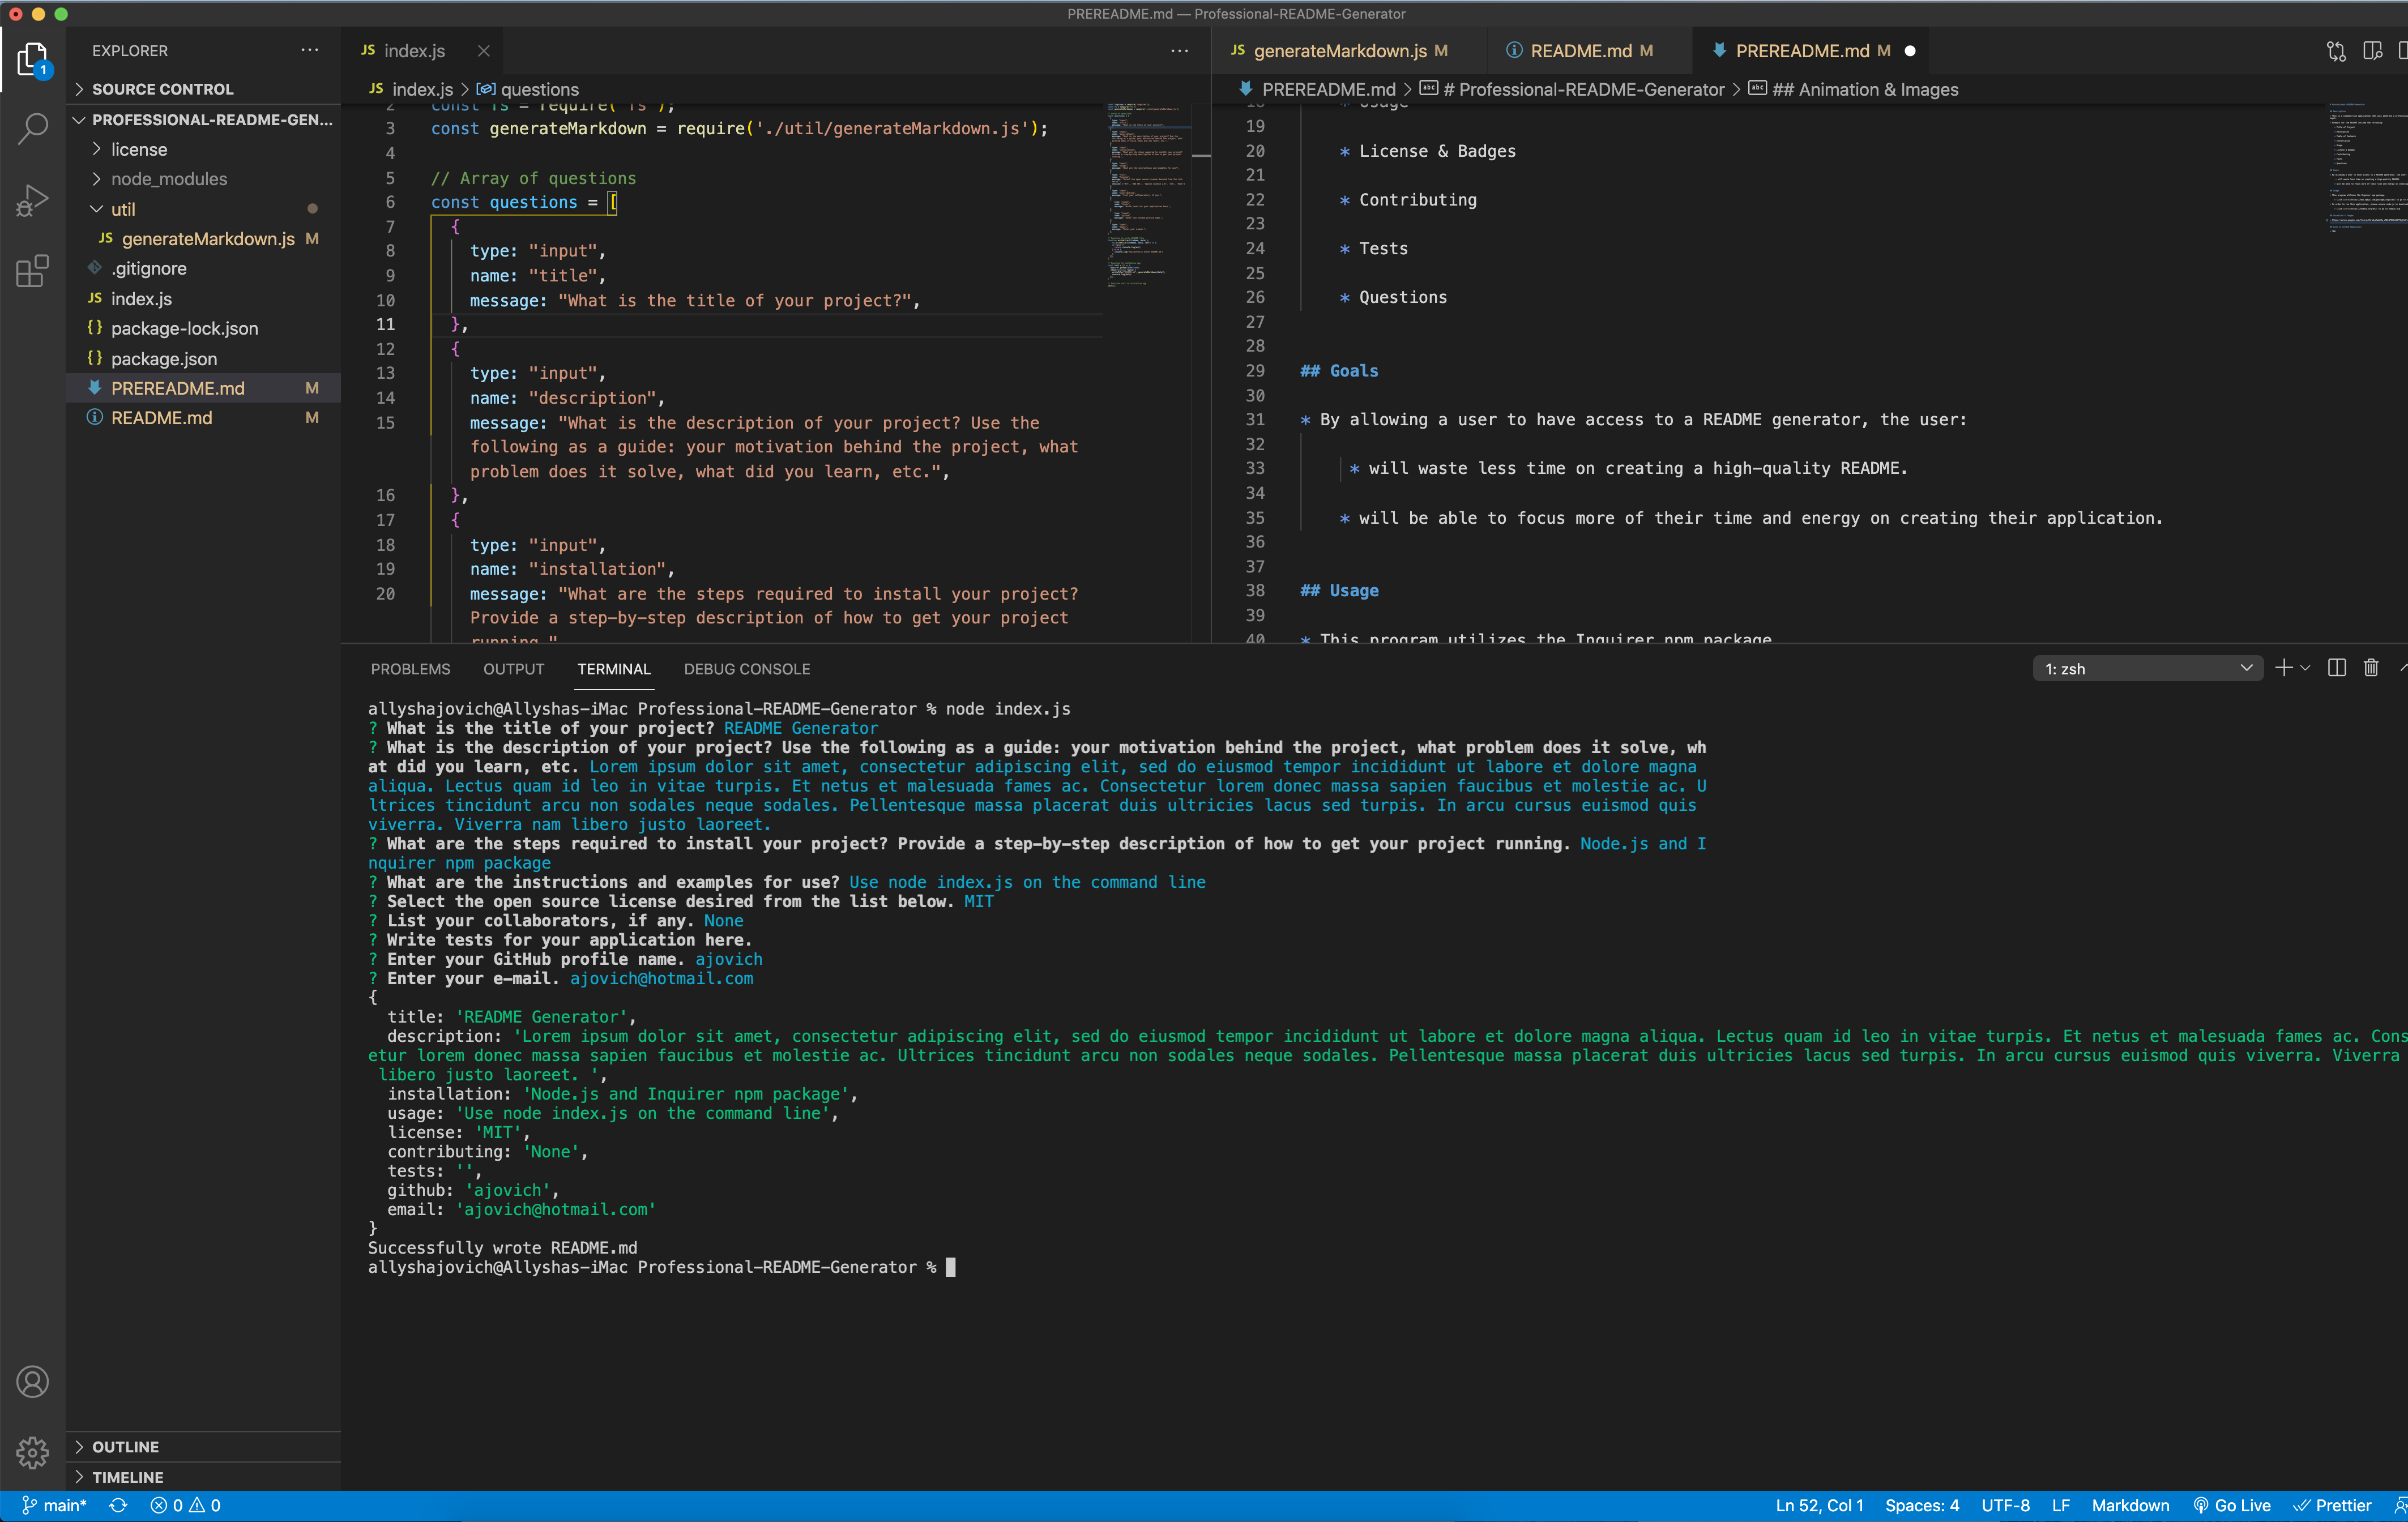 PREREADME.md — Professional-README-Generator
EXPLORER
SOURCE CONTROL
PROFESSIONAL-README-GEN...
license
node_modules
util
JS generateMarkdown.js M
.gitignore
JS index.js
{} package-lock.json
{} package.json
PREREADME.md M
README.md M
OUTLINE
TIMELINE
1
JS index.js
JS index.js > questions
2 const fs = require('fs');
3 const generateMarkdown = require('./util/generateMarkdown.js');
4
5 // Array of questions
6 const questions = [
7 {
8 type: "input",
9 name: "title",
10 message: "What is the title of your project?",
11 },
12 {
13 type: "input",
14 name: "description",
15 message: "What is the description of your project? Use the
following as a guide: your motivation behind the project, what
problem does it solve, what did you learn, etc.",
16 },
17 {
18 type: "input",
19 name: "installation",
20 message: "What are the steps required to install your project?
Provide a step-by-step description of how to get your project
running."
JS generateMarkdown.js M
README.md M
PREREADME.md M
PREREADME.md > # Professional-README-Generator > ## Animation & Images
18 * Usage
19
20 * License & Badges
21
22 * Contributing
23
24 * Tests
25
26 * Questions
27
28
29 ## Goals
30
31 * By allowing a user to have access to a README generator, the user:
32
33 * will waste less time on creating a high-quality README.
34
35 * will be able to focus more of their time and energy on creating their application.
36
37
38 ## Usage
39
40 * This program utilizes the Inquirer npm package
PROBLEMS OUTPUT TERMINAL DEBUG CONSOLE
1: zsh
allyshajovich@Allyshas-iMac Professional-README-Generator % node index.js
? What is the title of your project? README Generator
? What is the description of your project? Use the following as a guide: your motivation behind the project, what problem does it solve, wh
at did you learn, etc. Lorem ipsum dolor sit amet, consectetur adipiscing elit, sed do eiusmod tempor incididunt ut labore et dolore magna
aliqua. Lectus quam id leo in vitae turpis. Et netus et malesuada fames ac. Consectetur lorem donec massa sapien faucibus et molestie ac. U
ltrices tincidunt arcu non sodales neque sodales. Pellentesque massa placerat duis ultricies lacus sed turpis. In arcu cursus euismod quis
viverra. Viverra nam libero justo laoreet.
? What are the steps required to install your project? Provide a step-by-step description of how to get your project running. Node.js and I
nquirer npm package
? What are the instructions and examples for use? Use node index.js on the command line
? Select the open source license desired from the list below. MIT
? List your collaborators, if any. None
? Write tests for your application here.
? Enter your GitHub profile name. ajovich
? Enter your e-mail. ajovich@hotmail.com
{
title: 'README Generator',
description: 'Lorem ipsum dolor sit amet, consectetur adipiscing elit, sed do eiusmod tempor incididunt ut labore et dolore magna aliqua. Lectus quam id leo in vitae turpis. Et netus et malesuada fames ac. Cons
etur lorem donec massa sapien faucibus et molestie ac. Ultrices tincidunt arcu non sodales neque sodales. Pellentesque massa placerat duis ultricies lacus sed turpis. In arcu cursus euismod quis viverra. Viverra
libero justo laoreet. ',
installation: 'Node.js and Inquirer npm package',
usage: 'Use node index.js on the command line',
license: 'MIT',
contributing: 'None',
tests: '',
github: 'ajovich',
email: 'ajovich@hotmail.com'
}
Successfully wrote README.md
allyshajovich@Allyshas-iMac Professional-README-Generator %
main* 0 0 Ln 52, Col 1 Spaces: 4 UTF-8 LF Markdown Go Live Prettier